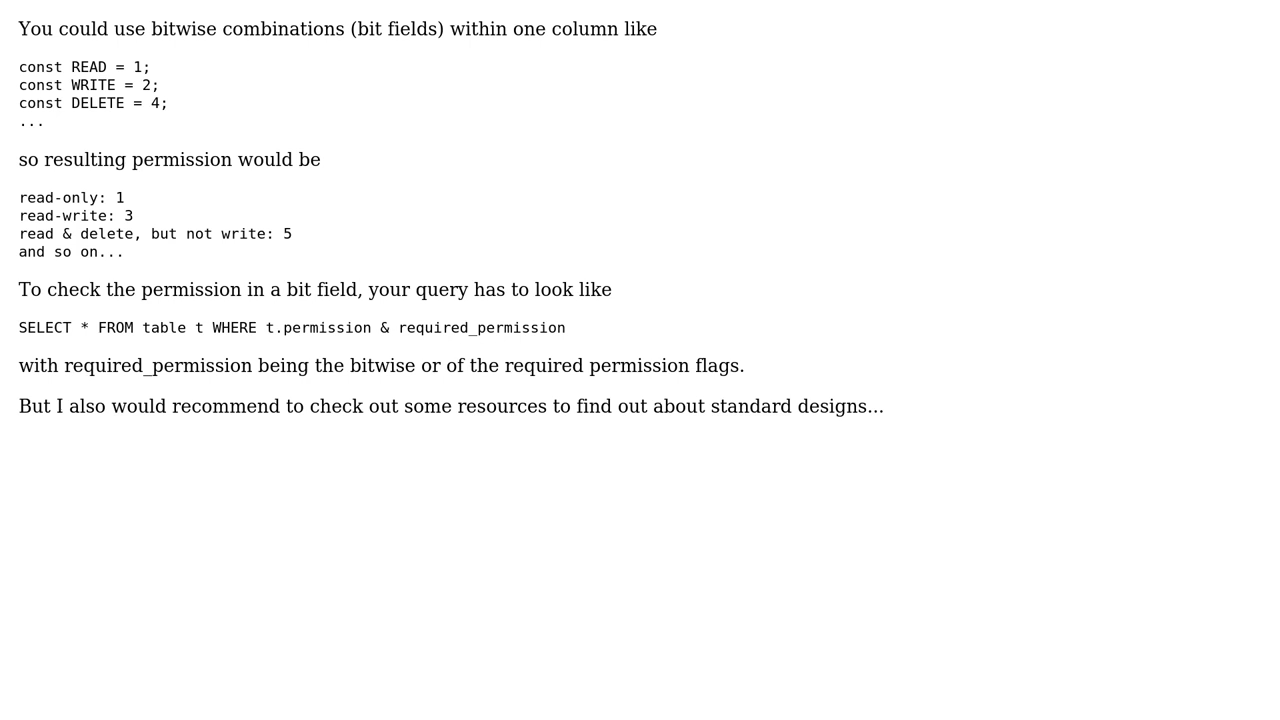 You could use bitwise combinations (bit fields) within one column like
const READ = 1;
const WRITE = 2;
const DELETE = 4;
...
so resulting permission would be
read-only: 1
read-write: 3
read & delete, but not write: 5
and so on...
To check the permission in a bit field, your query has to look like
SELECT * FROM table t WHERE t.permission & required_permission
with required_permission being the bitwise or of the required permission flags.
But I also would recommend to check out some resources to find out about standard designs...